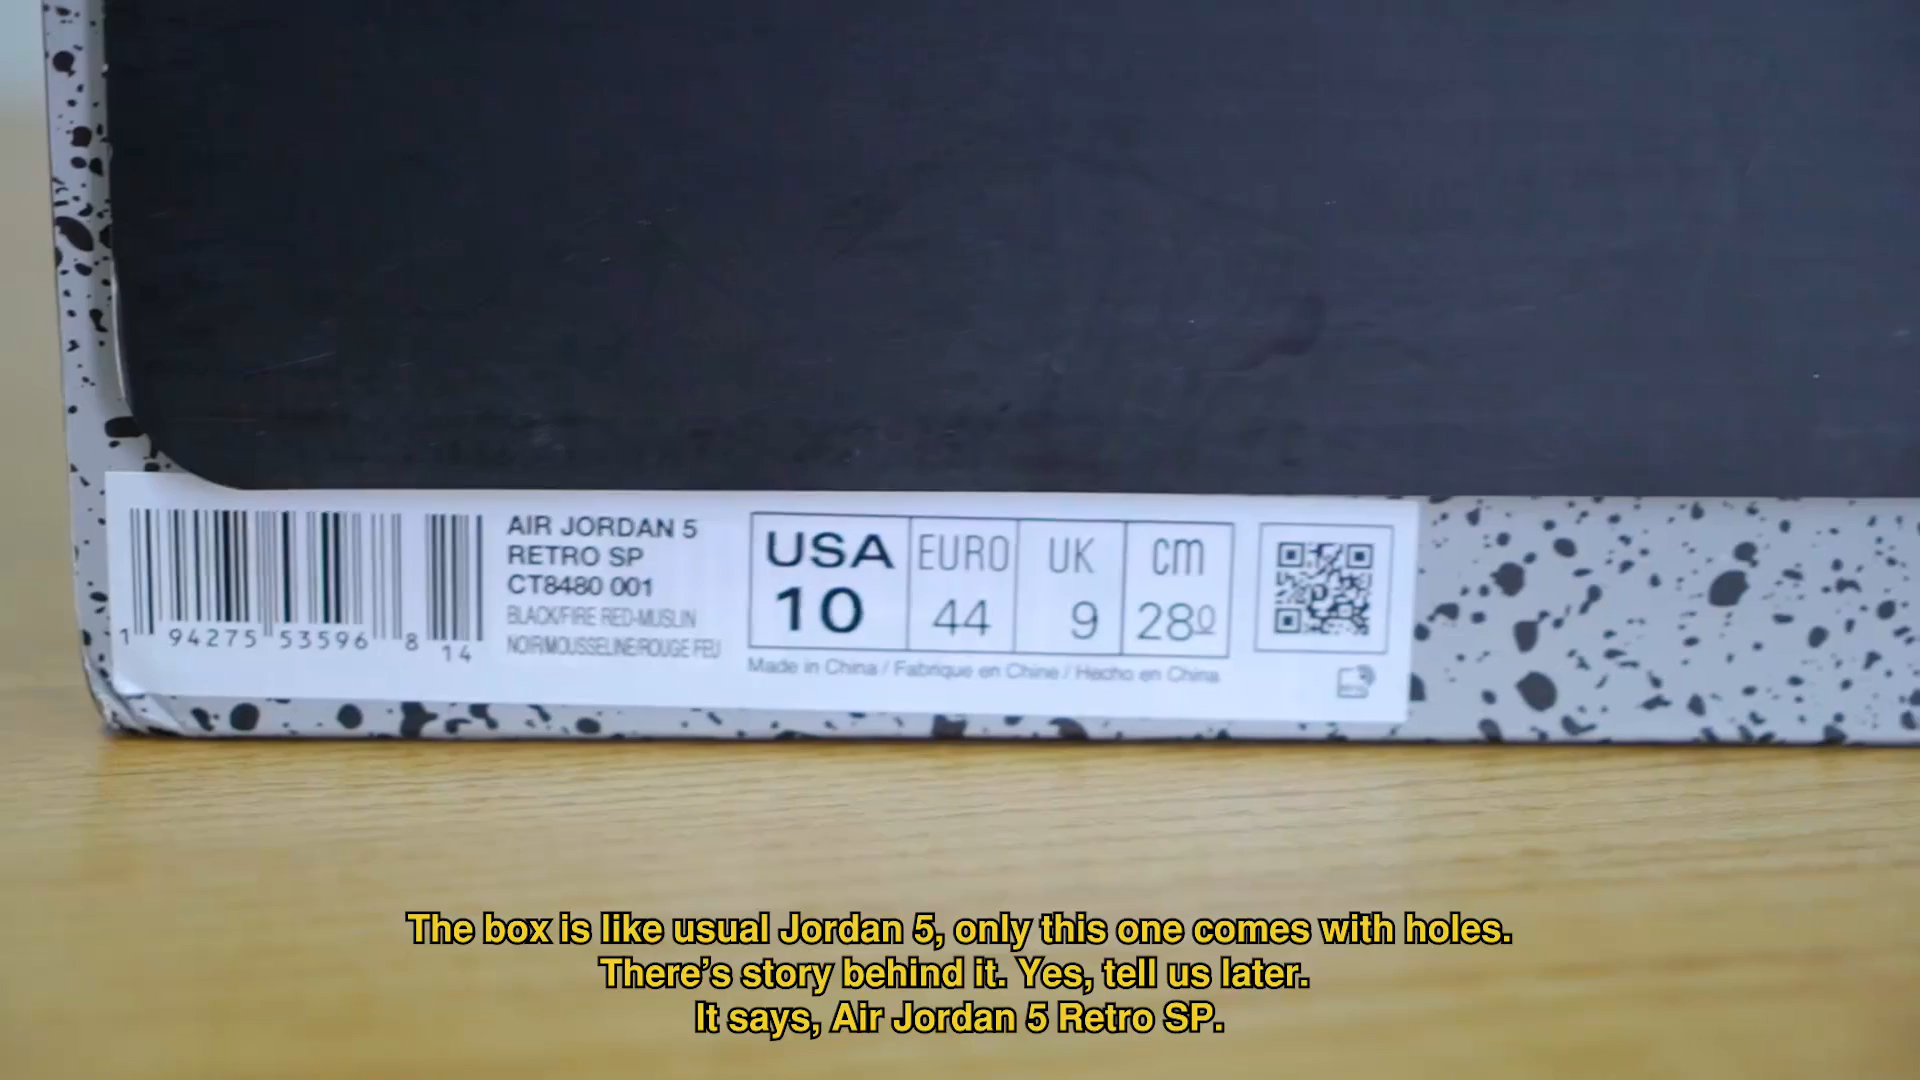 AIR JORDAN 5
RETRO SP
CT8480 001
BLACK/FIRE RED-MUSLIN
NOIR/MOUSSELINE/ROUGE FEU
1 94275 53596 8 14
USA EURO UK cm
10 44 9 280
Made in China / Fabrique en Chine / Hecho en China
The box is like usual Jordan 5, only this one comes with holes.
There’s story behind it. Yes, tell us later.
It says, Air Jordan 5 Retro SP.